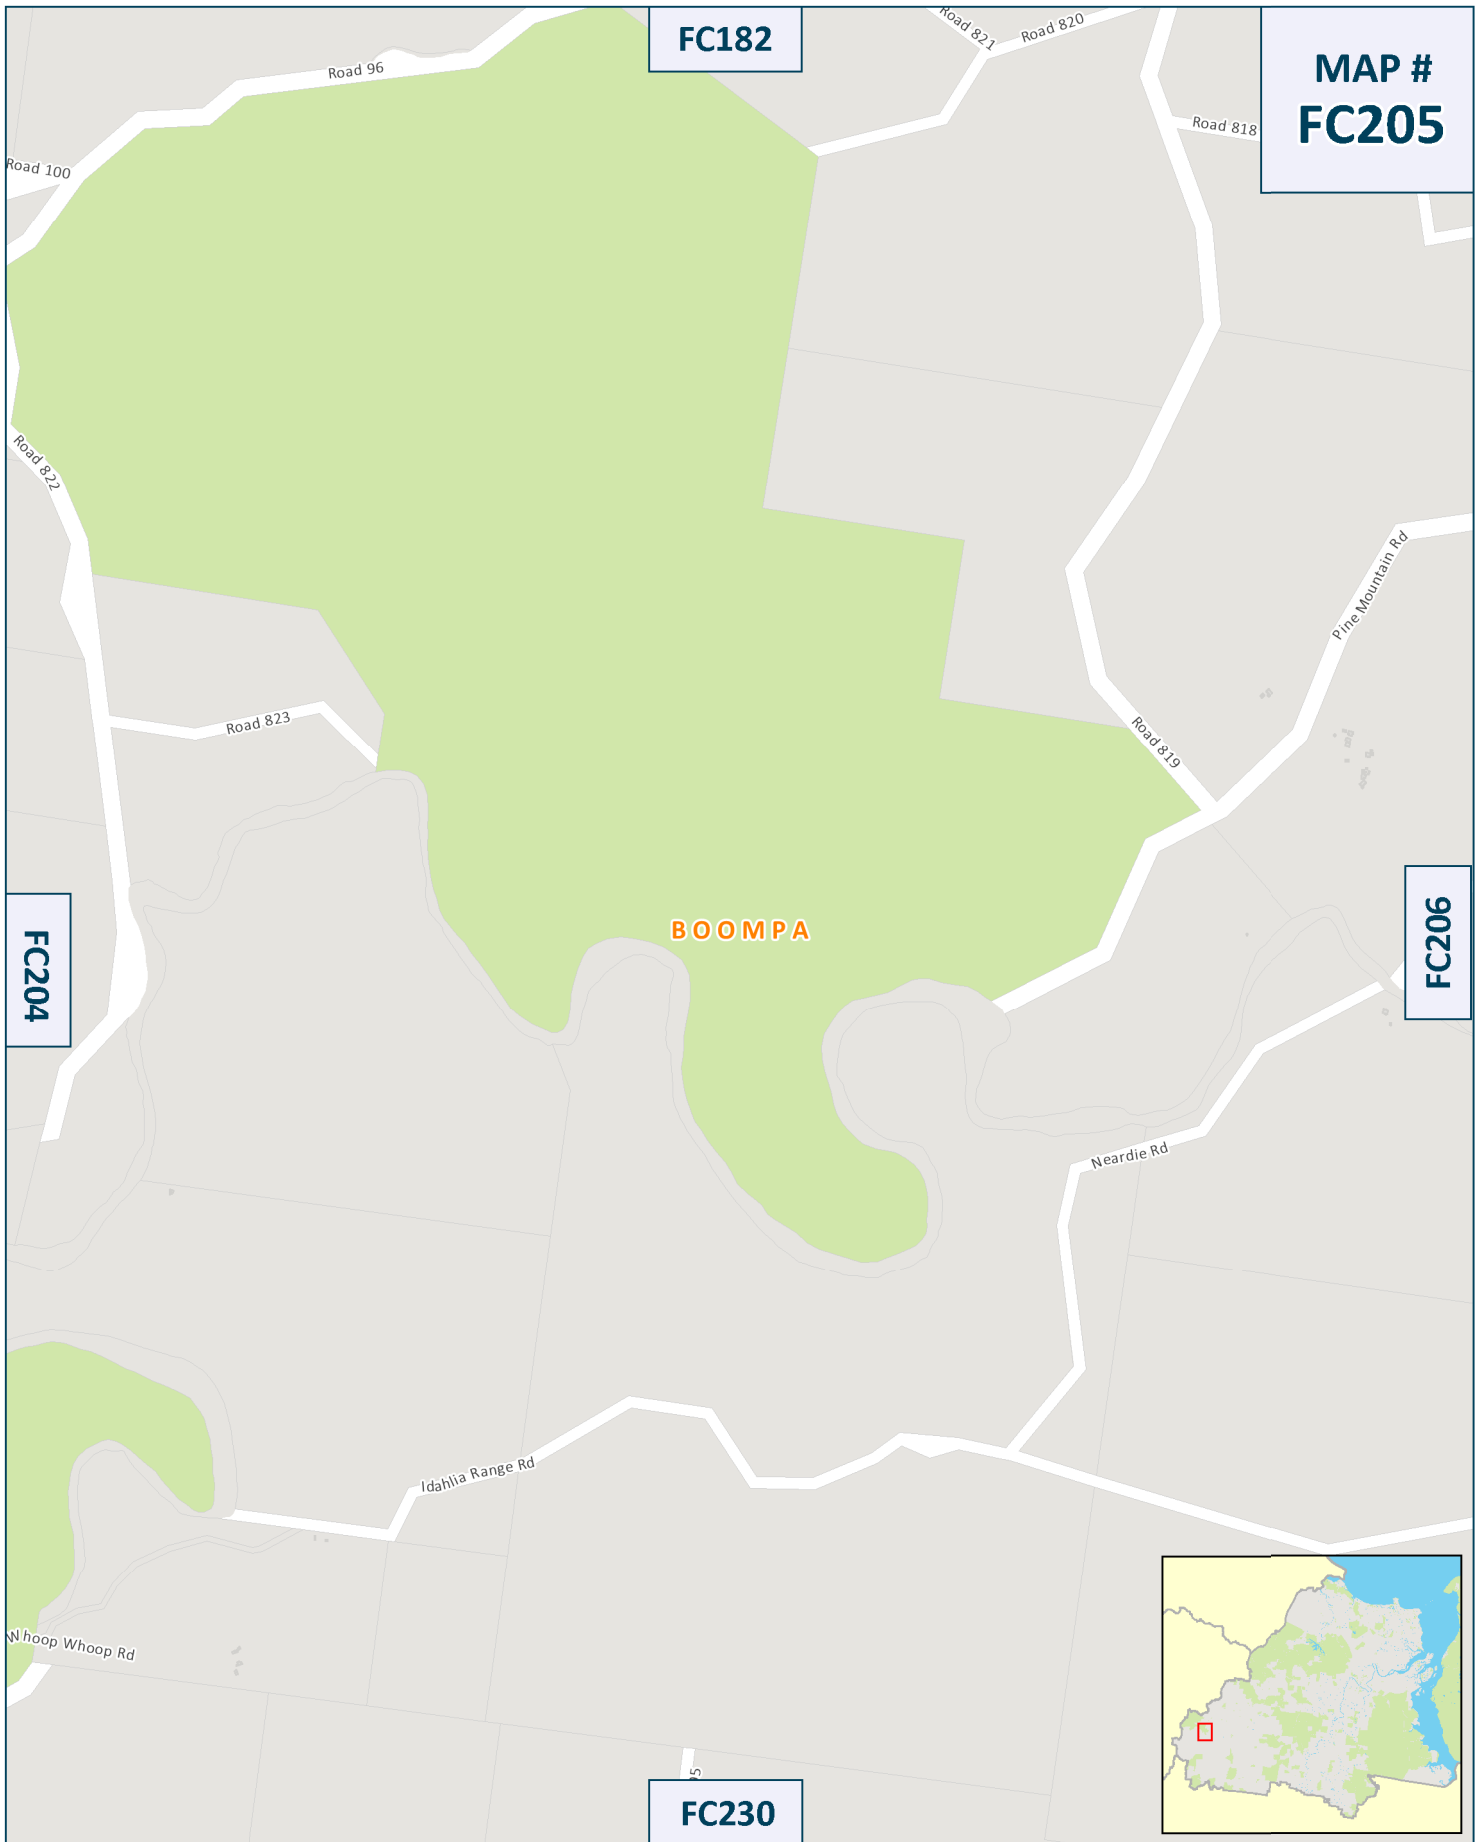 FC182
Road 821
Road 820
MAP #
FC205
Road 96
Road 818
Road 100
Road 822
Pine Mountain Rd
Road 823
Road 819
BOOMPA
FC204
FC206
Neardie Rd
Idahlia Range Rd
Whoop Whoop Rd
FC230